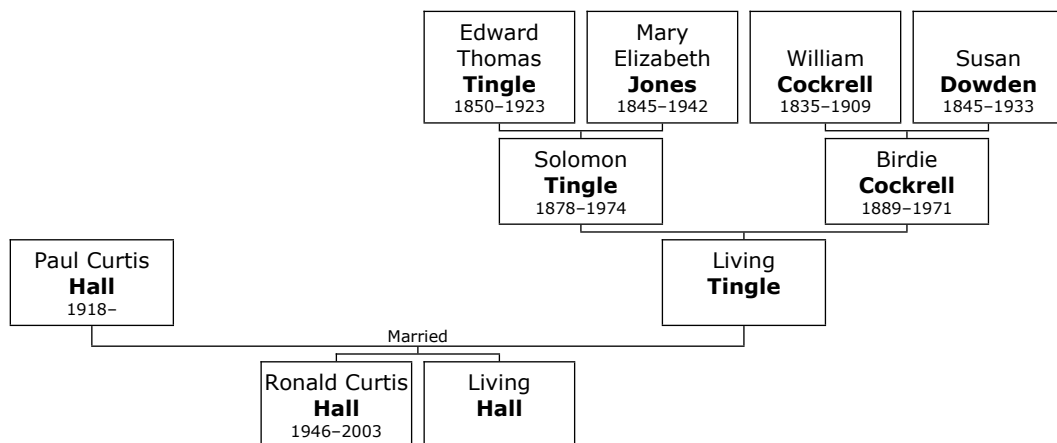 Edward
Thomas
Tingle
1850–1923
Mary
Elizabeth
Jones
1845–1942
William
Cockrell
1835–1909
Susan
Dowden
1845–1933
Solomon
Tingle
1878–1974
Birdie
Cockrell
1889–1971
Paul Curtis
Hall
1918–
Living
Tingle
Married
Ronald Curtis
Hall
1946–2003
Living
Hall